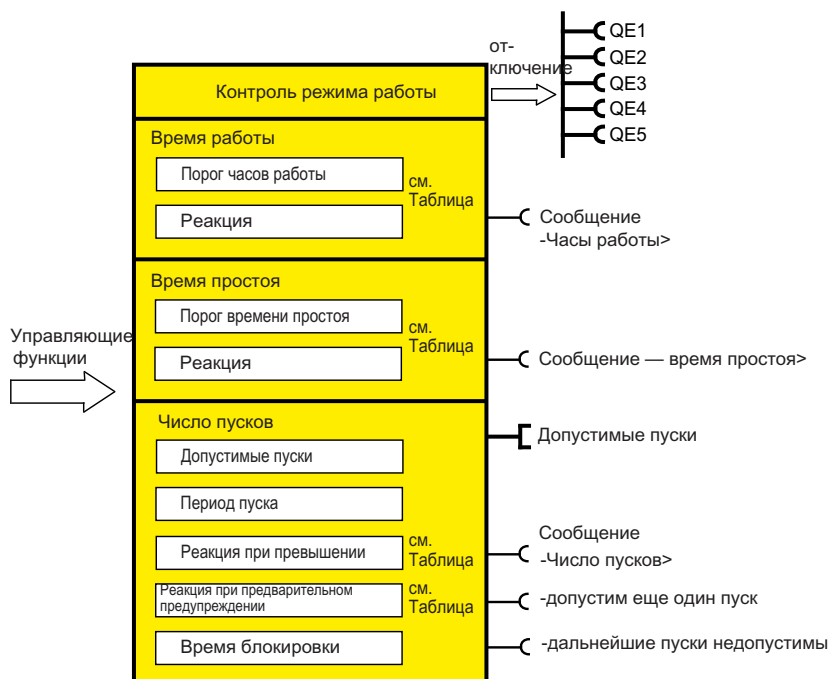 от-
ключение
QE1
QE2
QE3
QE4
QE5
Контроль режима работы
Время работы
Порог часов работы
см.
Таблица
Реакция
Сообщение
-Часы работы>
Время простоя
Порог времени простоя
см.
Таблица
Реакция
Сообщение — время простоя>
Управляющие
функции
Число пусков
Допустимые пуски
Допустимые пуски
Период пуска
Реакция при превышении
см.
Таблица
Сообщение
-Число пусков>
Реакция при предварительном
предупреждении
см.
Таблица
-допустим еще один пуск
Время блокировки
-дальнейшие пуски недопустимы